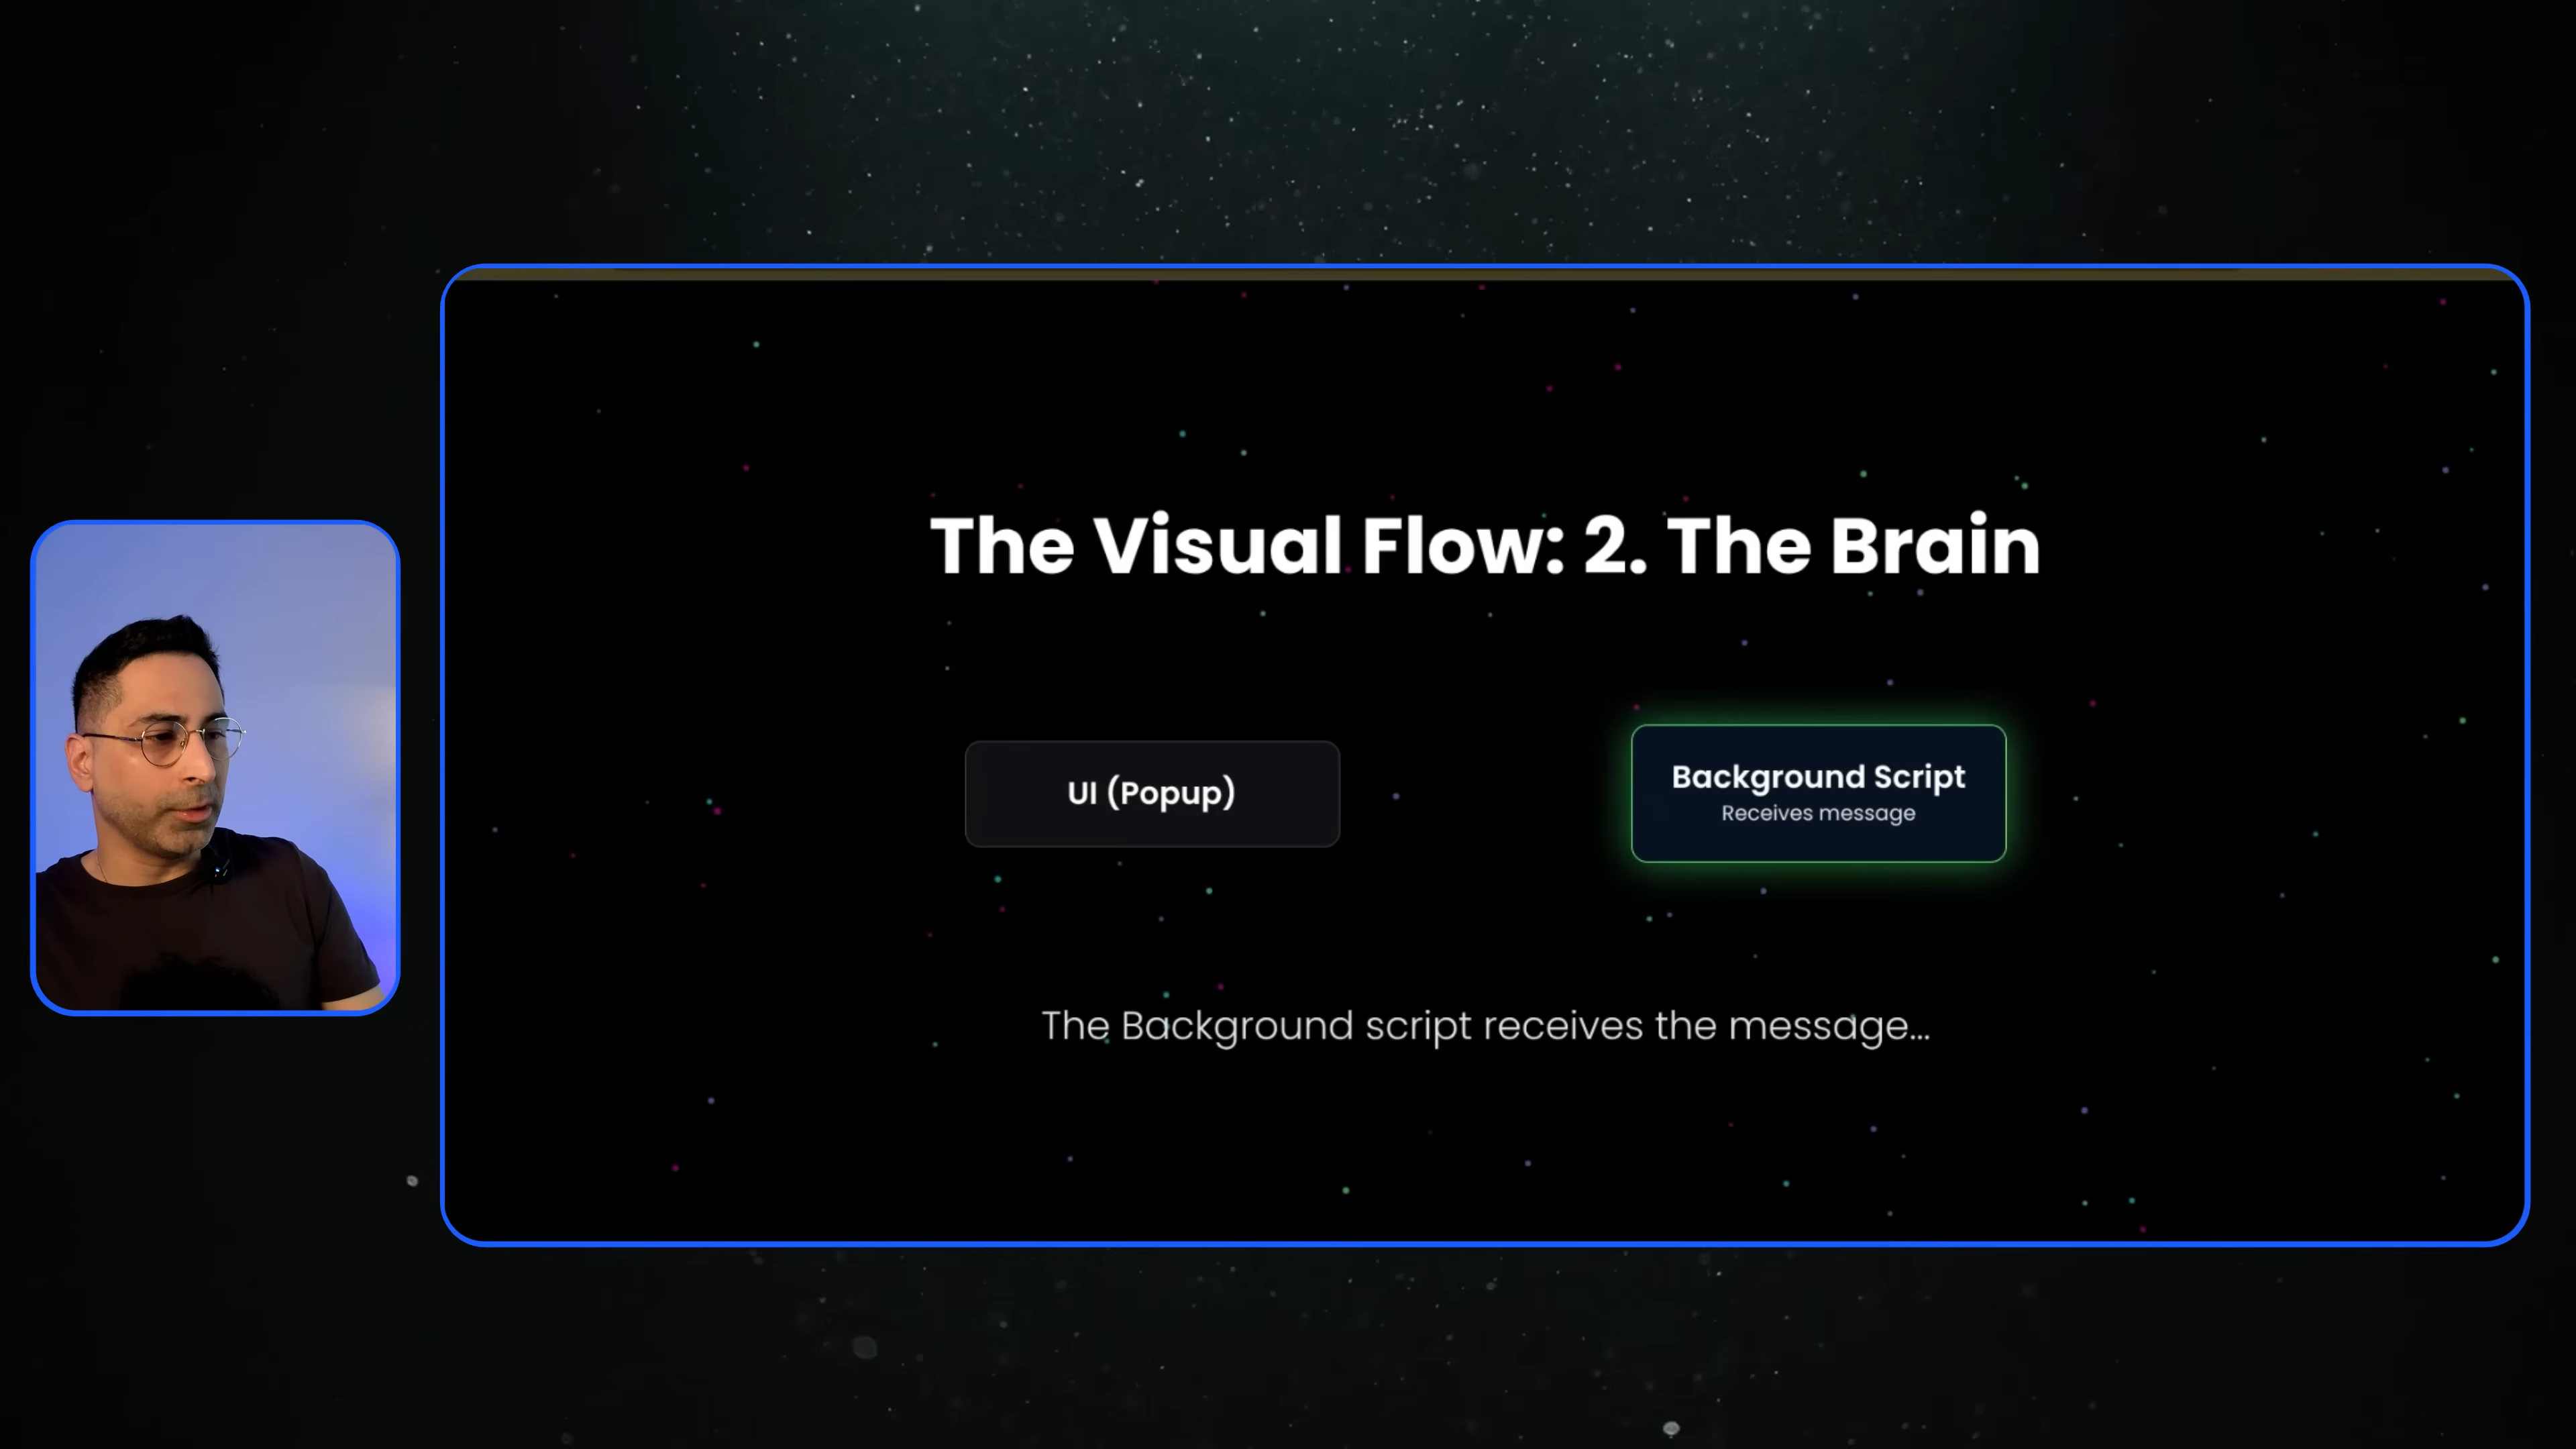 The Visual Flow: 2. The Brain
UI (Popup)
Background Script
Receives message
The Background script receives the message...